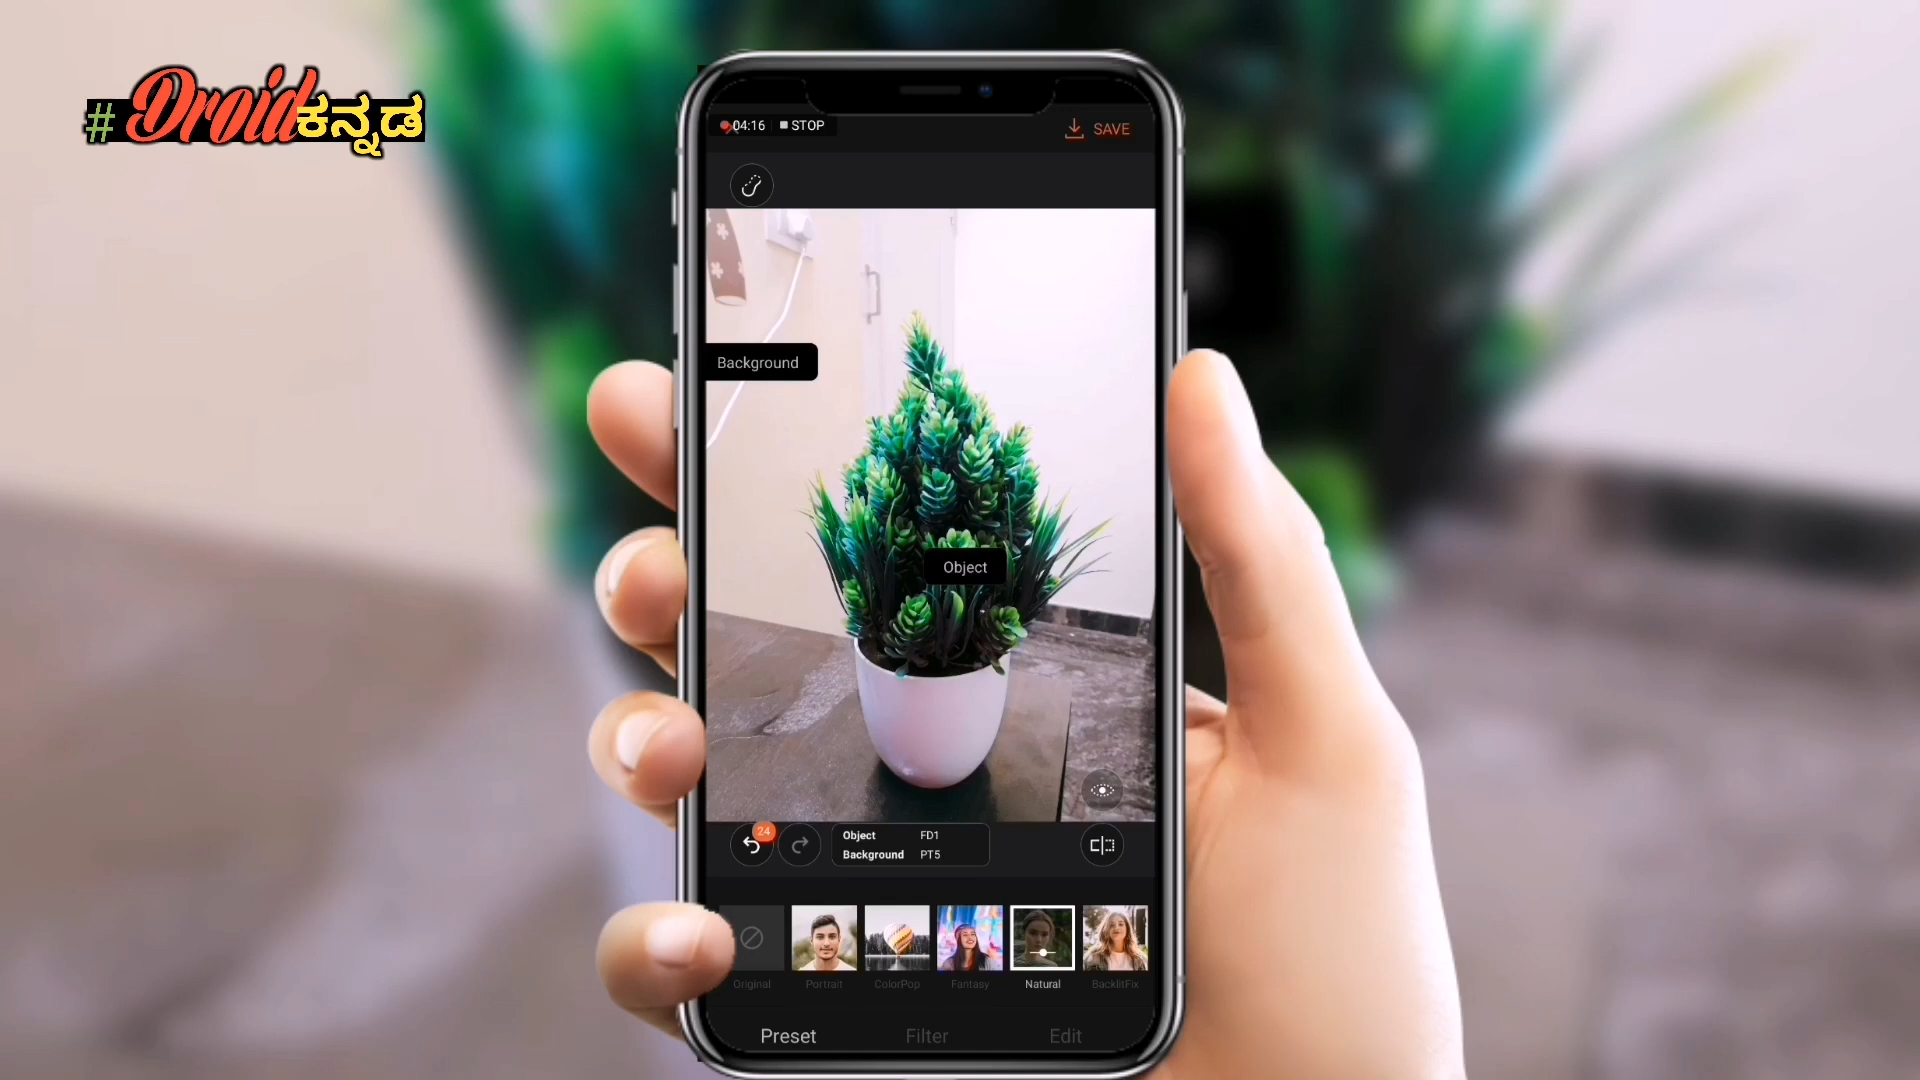 #Droidಕನ್ನಡ
04:16 STOP
SAVE
Background
Object
24
Object FD1
Background PT5
Original Portrait ColorPop Fantasy Natural BacklitFix
Preset Filter Edit